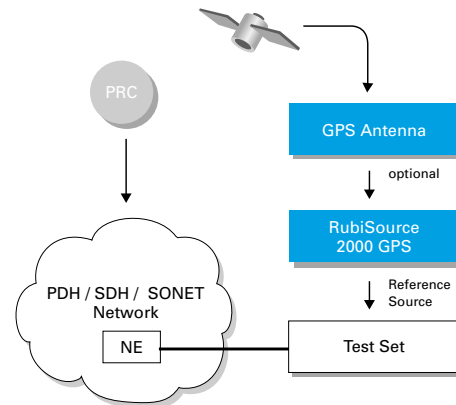 PRC
GPS Antenna
optional
RubiSource
2000 GPS
Reference
Source
PDH / SDH / SONET
Network
NE
Test Set